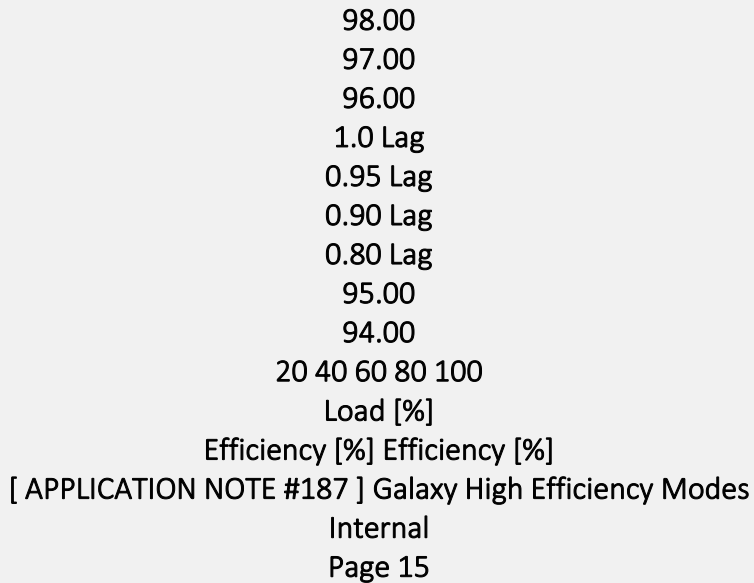 98.00
97.00
96.00
1.0 Lag
0.95 Lag
0.90 Lag
0.80 Lag
95.00
94.00
20 40 60 80 100
Load [%]
Efficiency [%] Efficiency [%]
[ APPLICATION NOTE #187 ] Galaxy High Efficiency Modes
Internal
Page 15